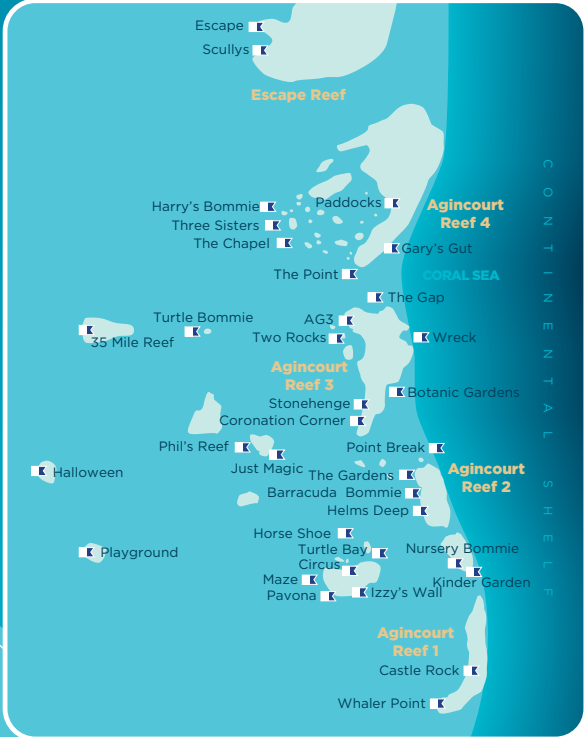 Escape
Scullys
Escape Reef
Harry's Bommie
Paddocks
Agincourt
Reef 4
Three Sisters
The Chapel
Gary's Gut
The Point
CORAL SEA
The Gap
Turtle Bommie
AG3
35 Mile Reef
Two Rocks
Wreck
Agincourt
Reef 3
Botanic Gardens
Stonehenge
Coronation Corner
Phil's Reef
Point Break
Just Magic
Halloween
The Gardens
Agincourt
Reef 2
Barracuda Bommie
Helms Deep
Horse Shoe
Turtle Bay
Nursery Bommie
Playground
Circus
Maze
Kinder Garden
Pavona
Izzy's Wall
Agincourt
Reef 1
Castle Rock
Whaler Point
CONTINENTAL SHELF